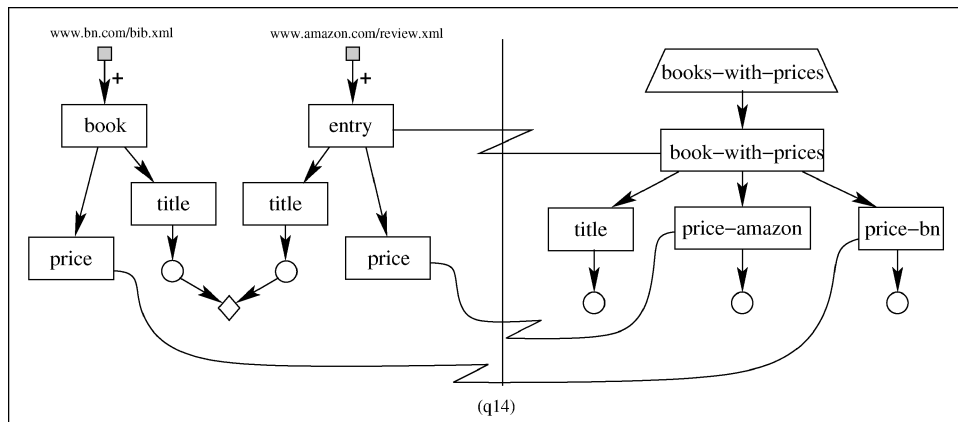 www.bn.com/bib.xml
www.amazon.com/review.xml
+
+
books-with-prices
book
entry
book-with-prices
title
title
title
price-amazon
price-bn
price
price
(q14)